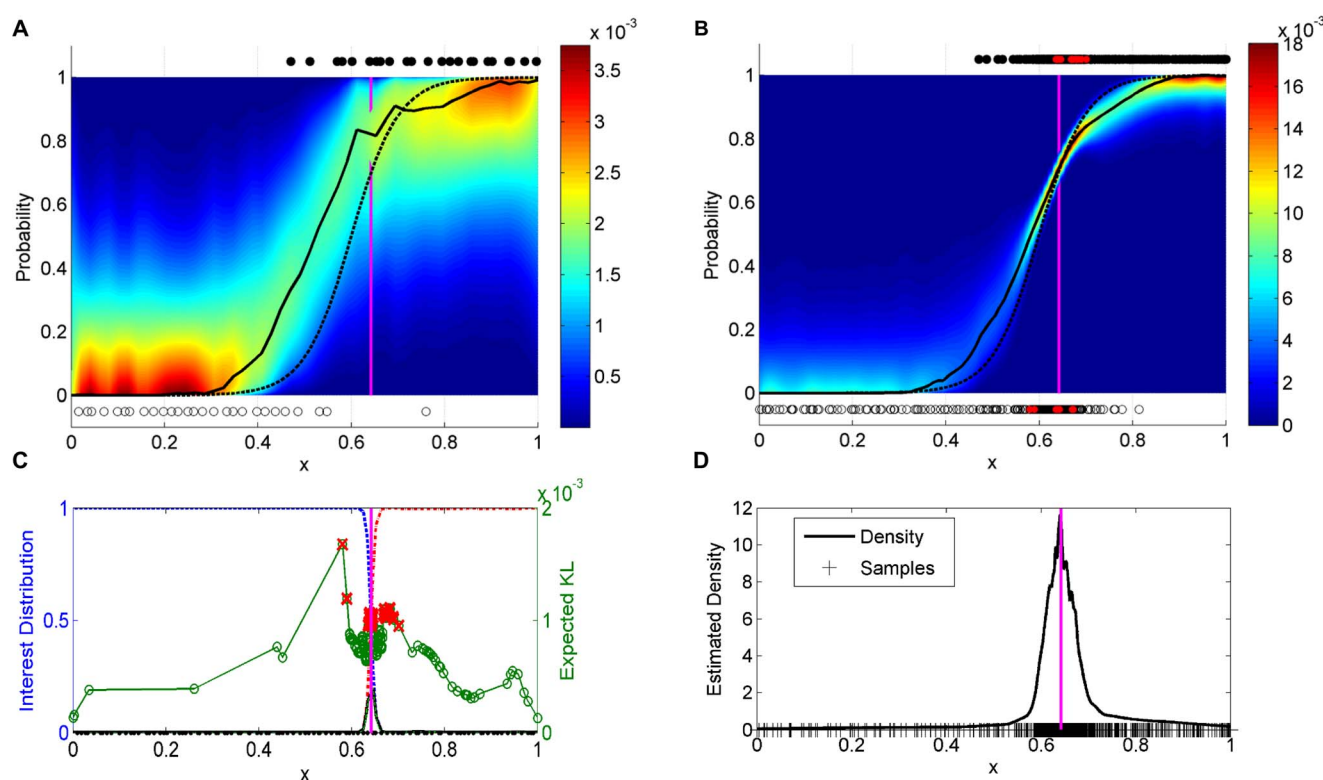 A
x 10⁻³
Probability
1
0.8
0.6
0.4
0.2
0
0 0.2 0.4 0.6 0.8 1
x
3.5
3
2.5
2
1.5
1
0.5
B
x 10⁻³
Probability
1
0.8
0.6
0.4
0.2
0
0 0.2 0.4 0.6 0.8 1
x
18
16
14
12
10
8
6
4
2
0
C
x 10⁻³
Interest Distribution
1
0.5
0
0 0.2 0.4 0.6 0.8 1
x
2
1
0
Expected KL
D
Estimated Density
12
10
8
6
4
2
0
0 0.2 0.4 0.6 0.8 1
x
Density
Samples